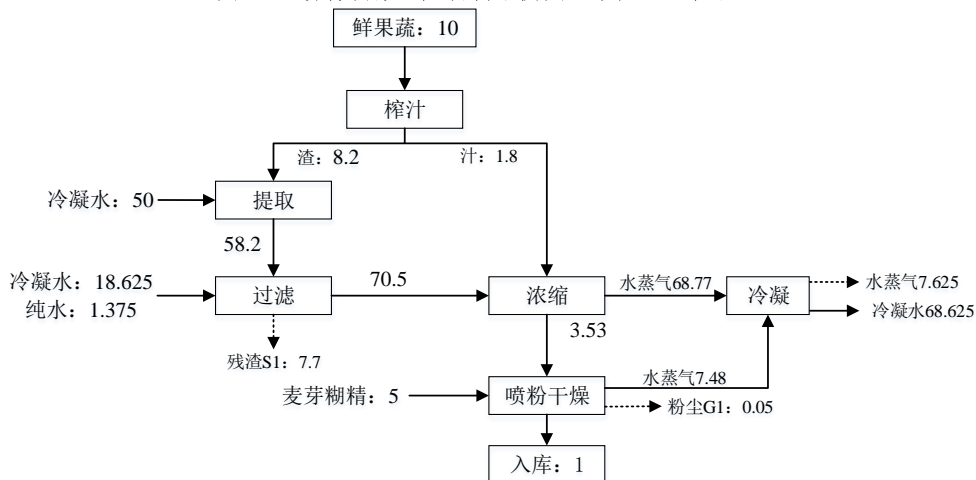 鲜果蔬：10
榨汁
渣：8.2
汁：1.8
冷凝水：50
提取
58.2
冷凝水：18.625
纯水：1.375
过滤
70.5
浓缩
水蒸气68.77
冷凝
水蒸气7.625
冷凝水68.625
残渣S1：7.7
3.53
麦芽糊精：5
喷粉干燥
水蒸气7.48
粉尘G1：0.05
入库：1